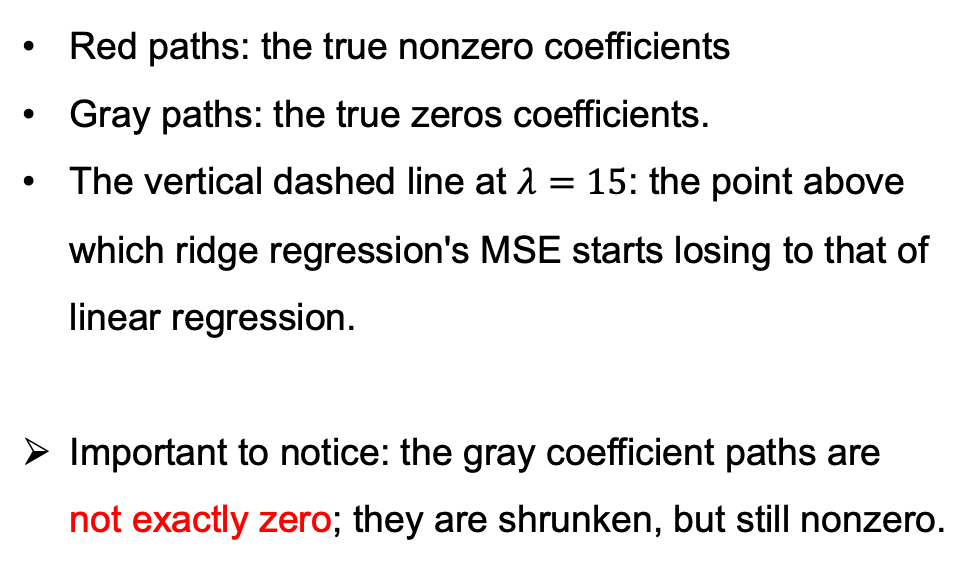 • Red paths: the true nonzero coefficients
• Gray paths: the true zeros coefficients.
• The vertical dashed line at 𝜆 = 15: the point above
which ridge regression's MSE starts losing to that of
linear regression.
➢ Important to notice: the gray coefficient paths are
not exactly zero; they are shrunken, but still nonzero.